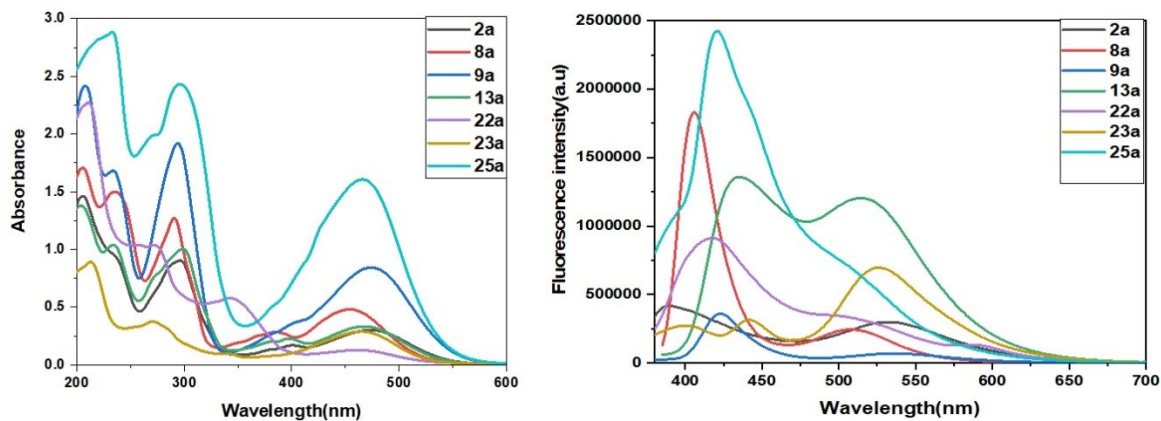 3.0
2.5
2.0
1.5
1.0
0.5
0.0
Absorbance
200 300 400 500 600
Wavelength(nm)
2a
8a
9a
13a
22a
23a
25a
2500000
2000000
1500000
1000000
500000
0
Fluorescence intensity(a.u)
400 450 500 550 600 650 700
Wavelength(nm)
2a
8a
9a
13a
22a
23a
25a